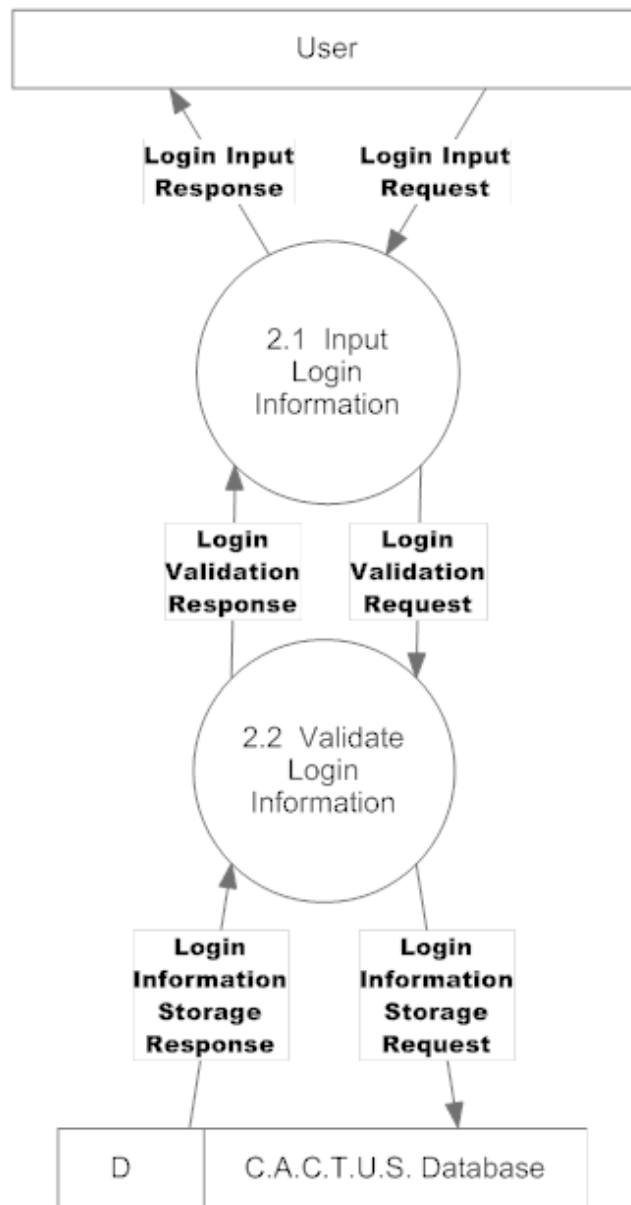 User
Login Input
Response
Login Input
Request
2.1 Input
Login
Information
Login
Validation
Response
Login
Validation
Request
2.2 Validate
Login
Information
Login
Information
Storage
Response
Login
Information
Storage
Request
D
C.A.C.T.U.S. Database